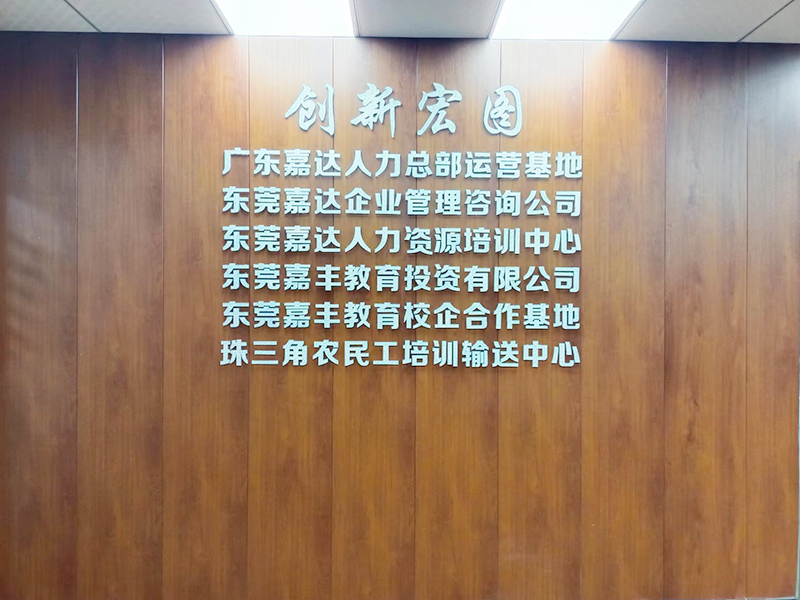 创新宏图
广东嘉达人力总部运营基地
东莞嘉达企业管理咨询公司
东莞嘉达人力资源培训中心
东莞嘉丰教育投资有限公司
东莞嘉丰教育校企合作基地
珠三角农民工培训输送中心